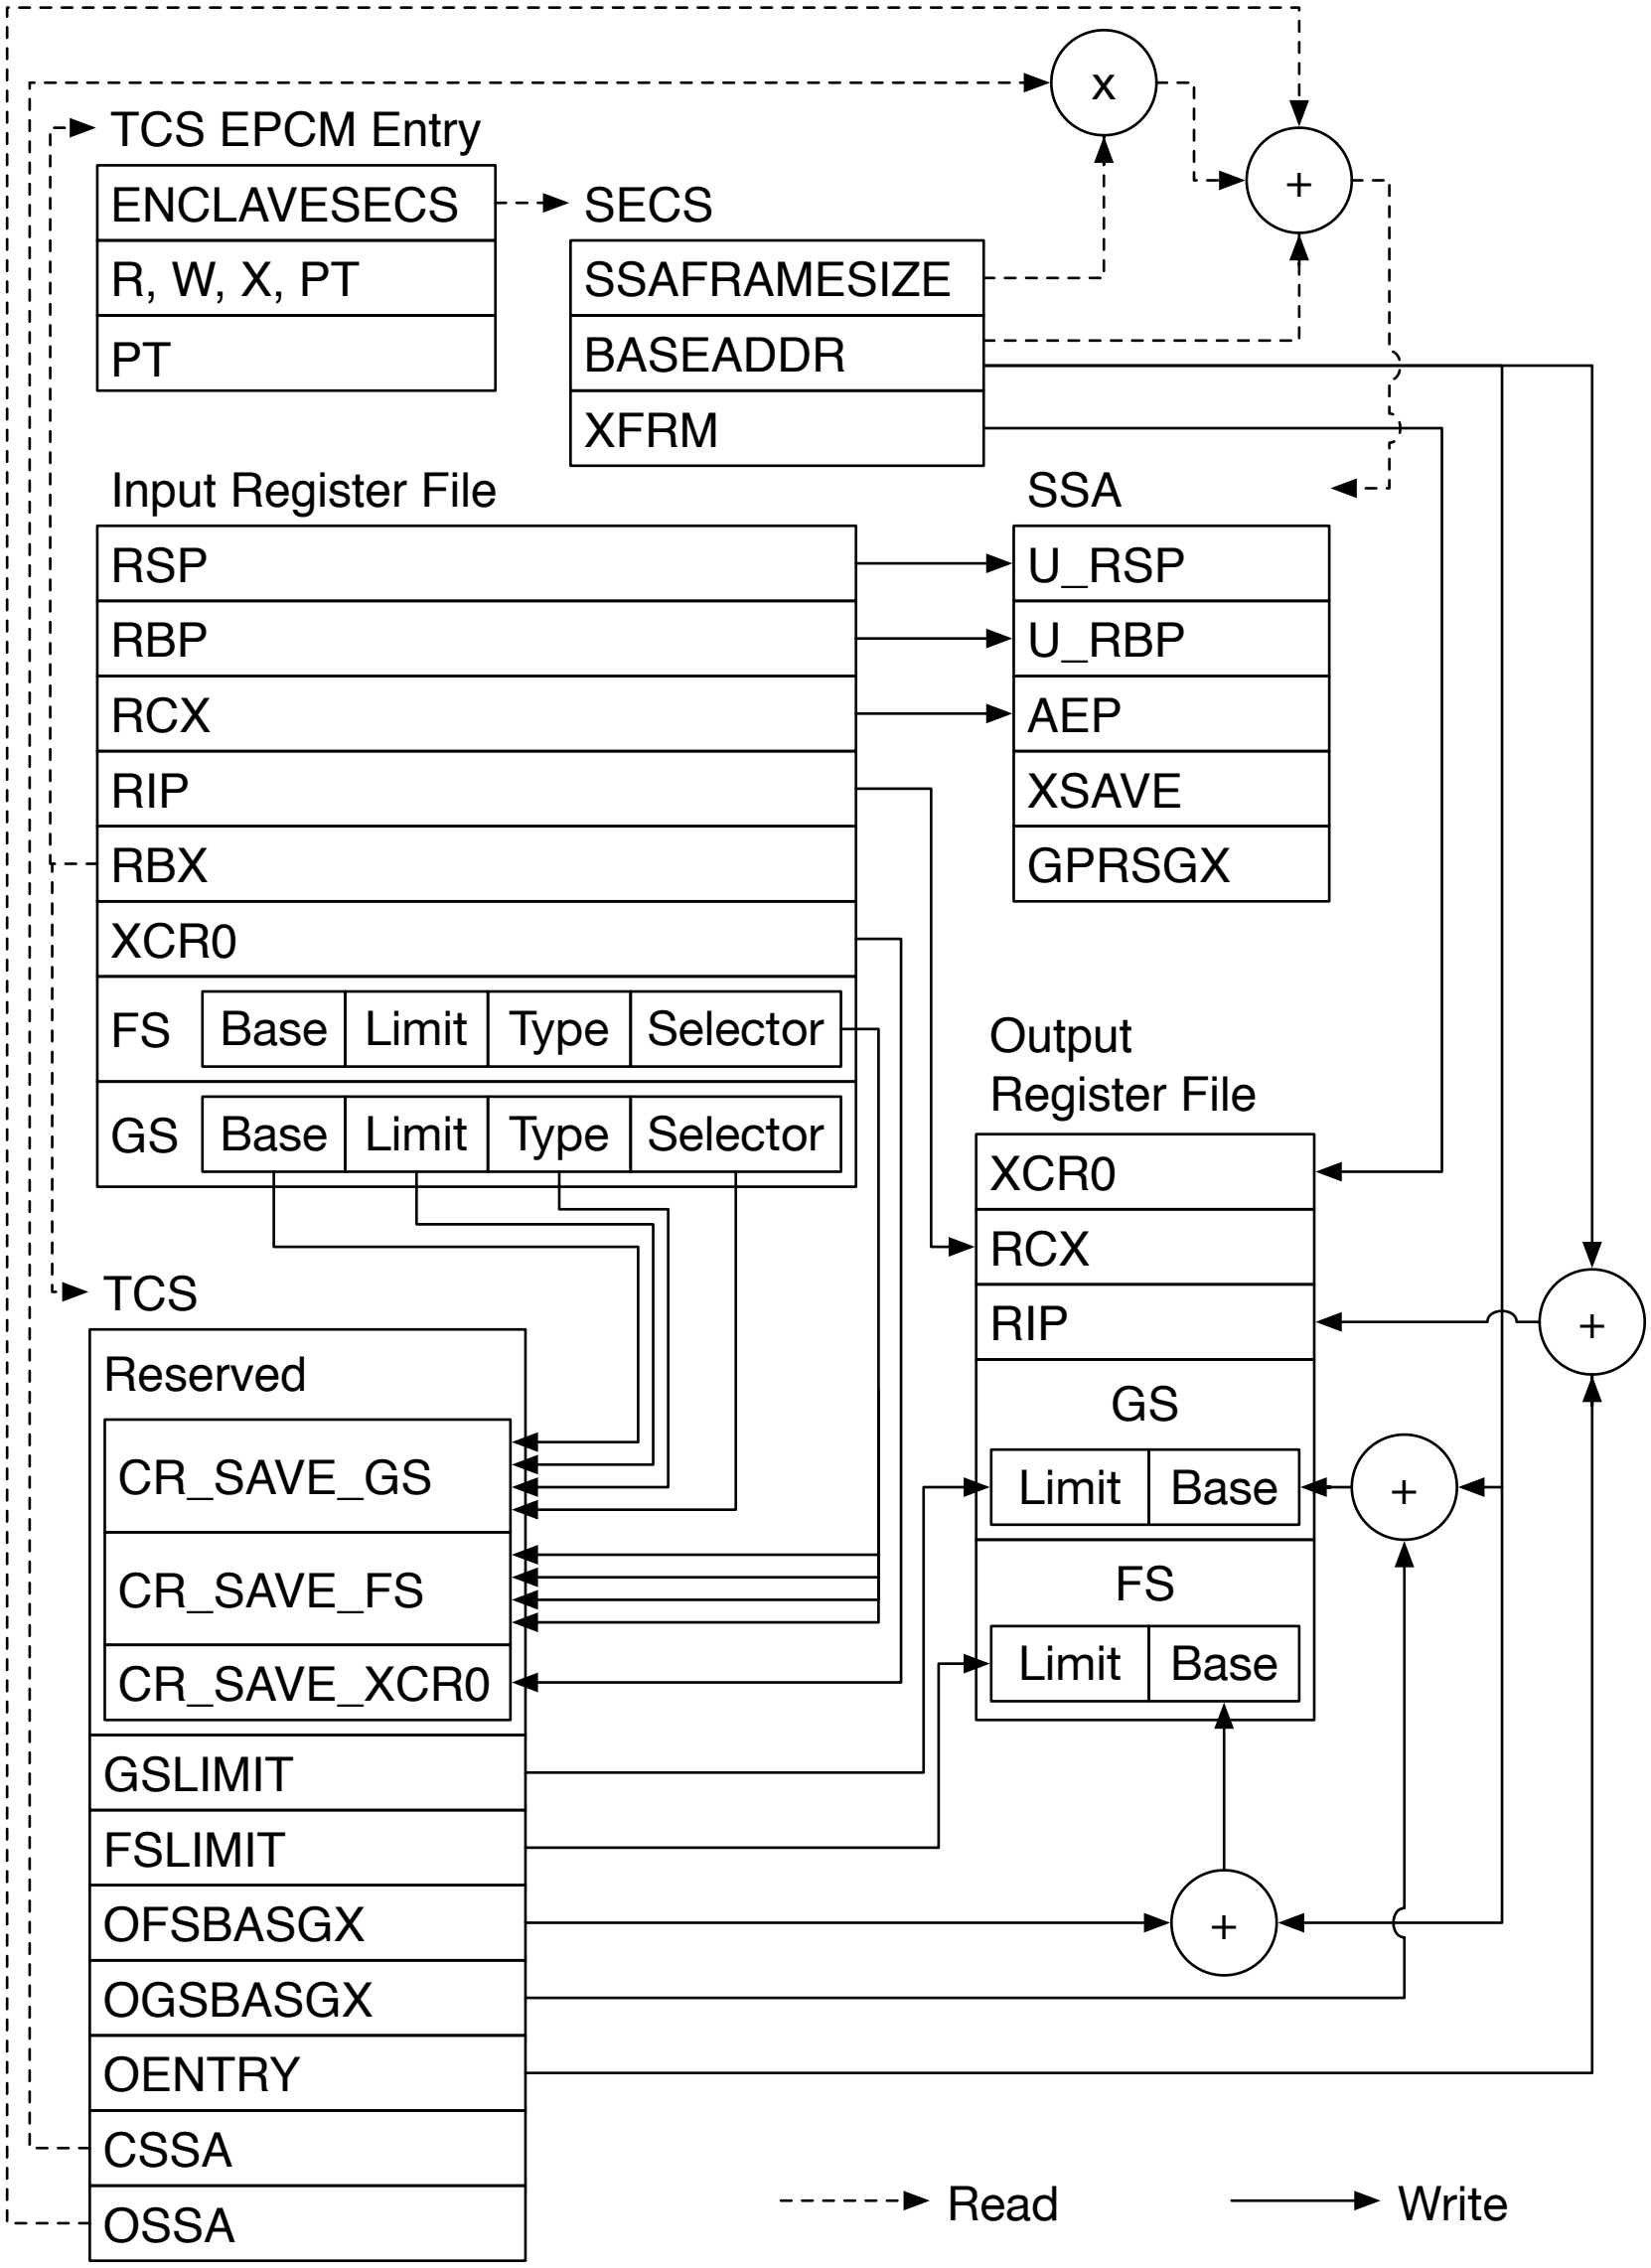 x
TCS EPCM Entry
+
ENCLAVESECS
SECS
R, W, X, PT
SSAFRAMESIZE
PT
BASEADDR
XFRM
Input Register File
SSA
RSP
U_RSP
RBP
U_RBP
RCX
AEP
RIP
XSAVE
RBX
GPRSGX
XCR0
FS Base Limit Type Selector
GS Base Limit Type Selector
Output
Register File
XCR0
RCX
RIP
+
GS
Limit Base
+
FS
Limit Base
TCS
Reserved
CR_SAVE_GS
CR_SAVE_FS
CR_SAVE_XCR0
GSLIMIT
FSLIMIT
OFSBASGX
+
OGSBASGX
OENTRY
CSSA
OSSA
Read
Write